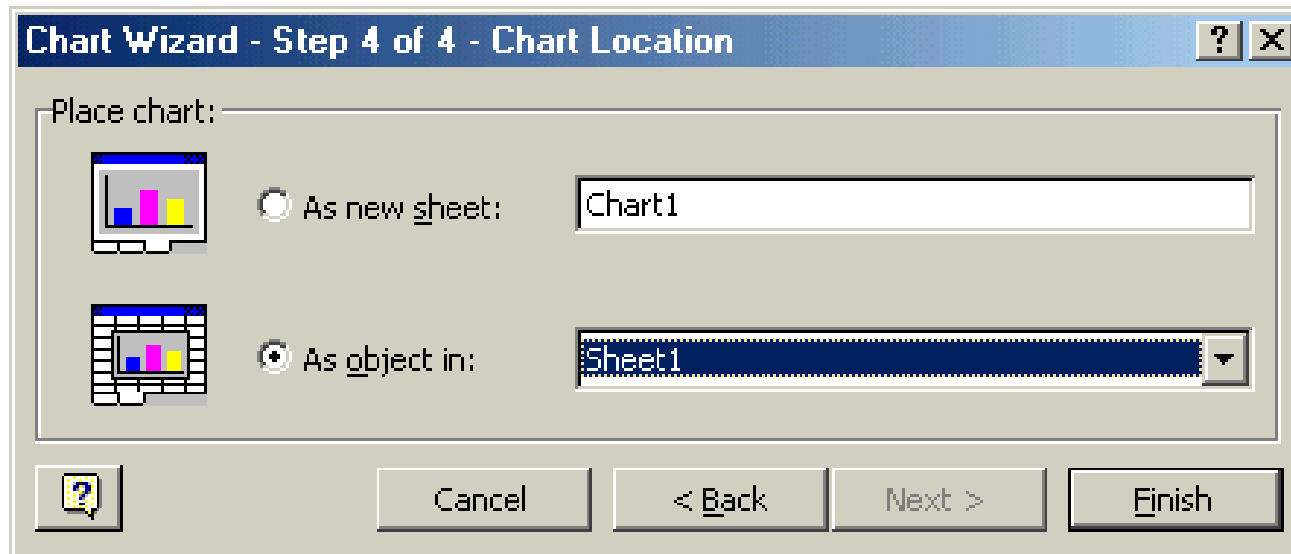 Chart Wizard - Step 4 of 4 - Chart Location
Place chart:
As new sheet: Chart1
As object in: Sheet1
Cancel < Back Next > Finish